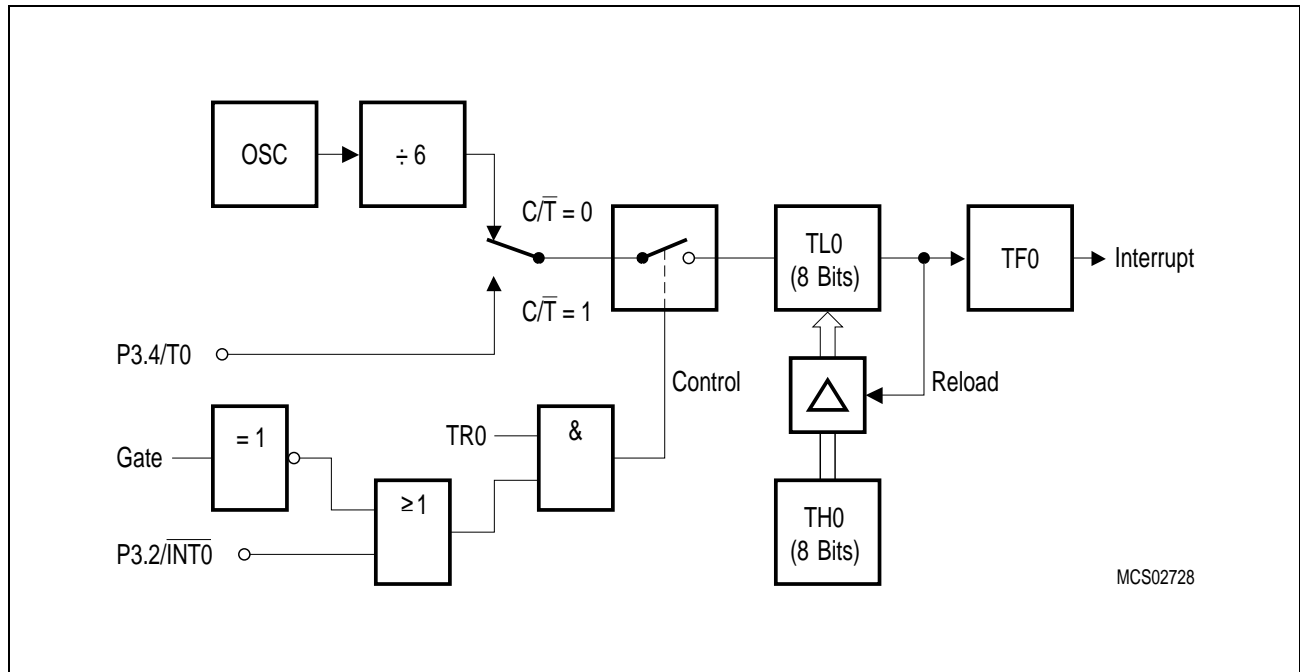 OSC
÷ 6
C/T̅ = 0
C/T̅ = 1
TL0
(8 Bits)
TF0
Interrupt
P3.4/T0
Control
Reload
Gate
= 1
TR0
&
≥ 1
P3.2/I̅N̅T̅0̅
TH0
(8 Bits)
MCS02728